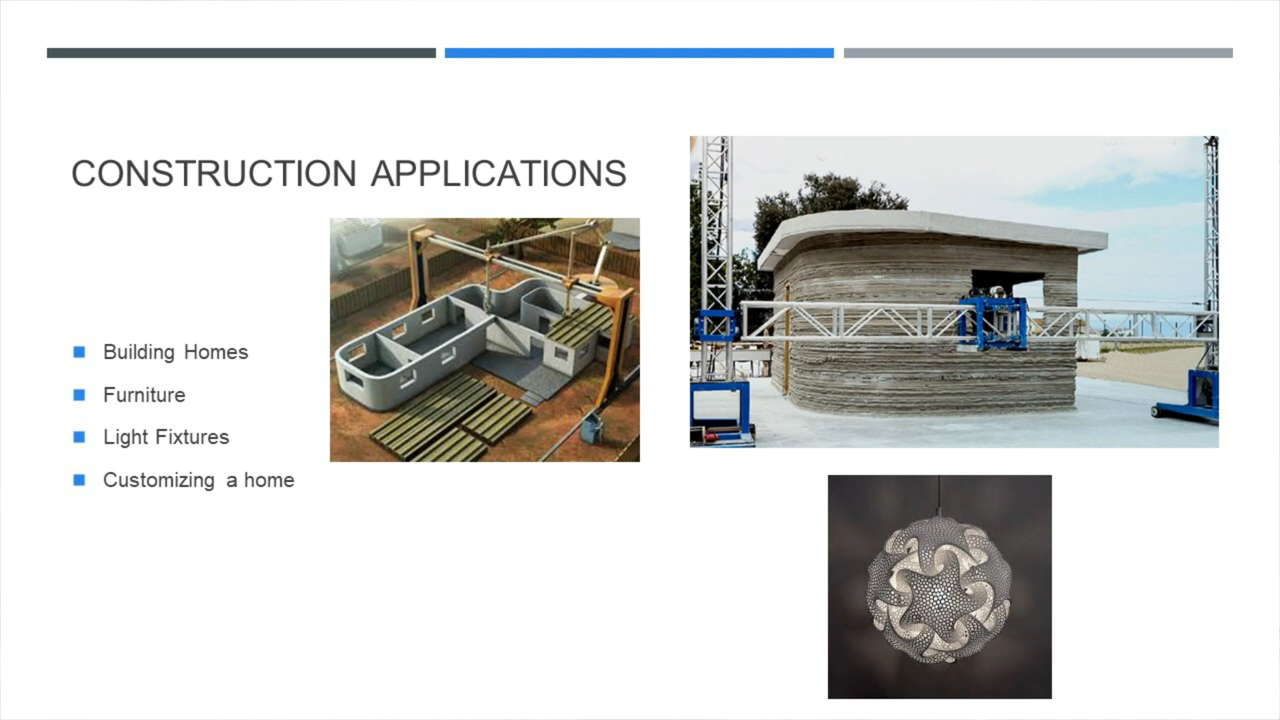 CONSTRUCTION APPLICATIONS
Building Homes
Furniture
Light Fixtures
Customizing a home